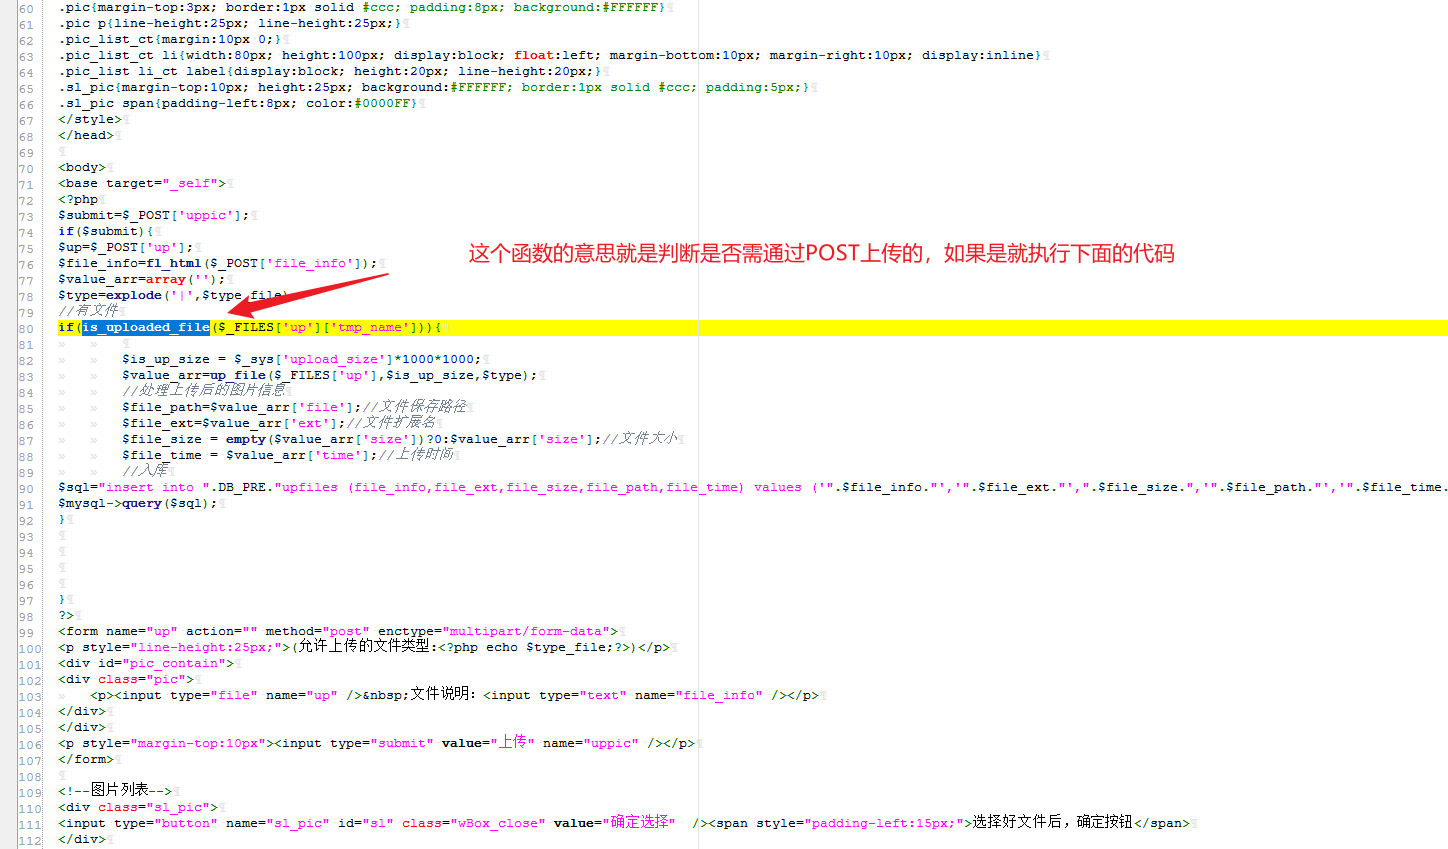 60 .pic{margin-top:3px; border:1px solid #ccc; padding:8px; background:#FFFFFF}
61 .pic p{line-height:25px; line-height:25px;}
62 .pic_list_ct{margin:10px 0;}
63 .pic_list_ct li{width:80px; height:100px; display:block; float:left; margin-bottom:10px; margin-right:10px; display:inline}
64 .pic_list li_ct label{display:block; height:20px; line-height:20px;}
65 .sl_pic{margin-top:10px; height:25px; background:#FFFFFF; border:1px solid #ccc; padding:5px;}
66 .sl_pic span{padding-left:8px; color:#0000FF}
67 </style>
68 </head>
69
70 <body>
71 <base target="_self">
72 <?php
73 $submit=$_POST['uppic'];
74 if($submit){
75 $up=$_POST['up'];
这个函数的意思就是判断是否需通过POST上传的，如果是就执行下面的代码
76 $file_info=fl_html($_POST['file_info']);
77 $value_arr=array('');
78 $type=explode('|',$type_file)
79 //有文件
80 if(is_uploaded_file($_FILES['up']['tmp_name'])){
81
82 $is_up_size = $_sys['upload_size']*1000*1000;
83 $value_arr=up_file($_FILES['up'],$is_up_size,$type);
84 //处理上传后的图片信息
85 $file_path=$value_arr['file'];//文件保存路径
86 $file_ext=$value_arr['ext'];//文件扩展名
87 $file_size = empty($value_arr['size'])?0:$value_arr['size'];//文件大小
88 $file_time = $value_arr['time'];//上传时间
89 //入库
90 $sql="insert into ".DB_PRE."upfiles (file_info,file_ext,file_size,file_path,file_time) values ('".$file_info."','".$file_ext."',".$file_size.",'".$file_path."','".$file_time.
91 $mysql->query($sql);
92 }
93
94
95
96
97 }
98 ?>
99 <form name="up" action="" method="post" enctype="multipart/form-data">
100 <p style="line-height:25px;">(允许上传的文件类型:<?php echo $type_file;?>)</p>
101 <div id="pic_contain">
102 <div class="pic">
103 <p><input type="file" name="up" />&nbsp;文件说明：<input type="text" name="file_info" /></p>
104 </div>
105 </div>
106 <p style="margin-top:10px"><input type="submit" value="上传" name="uppic" /></p>
107 </form>
108
109 <!--图片列表-->
110 <div class="sl_pic">
111 <input type="button" name="sl_pic" id="sl" class="wBox_close" value="确定选择" /><span style="padding-left:15px;">选择好文件后，确定按钮</span>
112 </div>